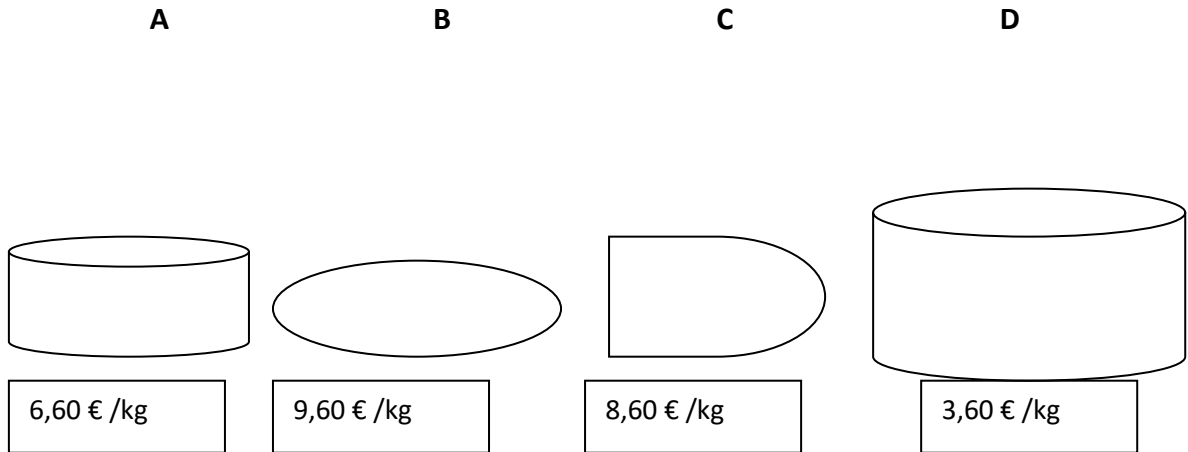 A B C D
6,60 € /kg 9,60 € /kg 8,60 € /kg 3,60 € /kg